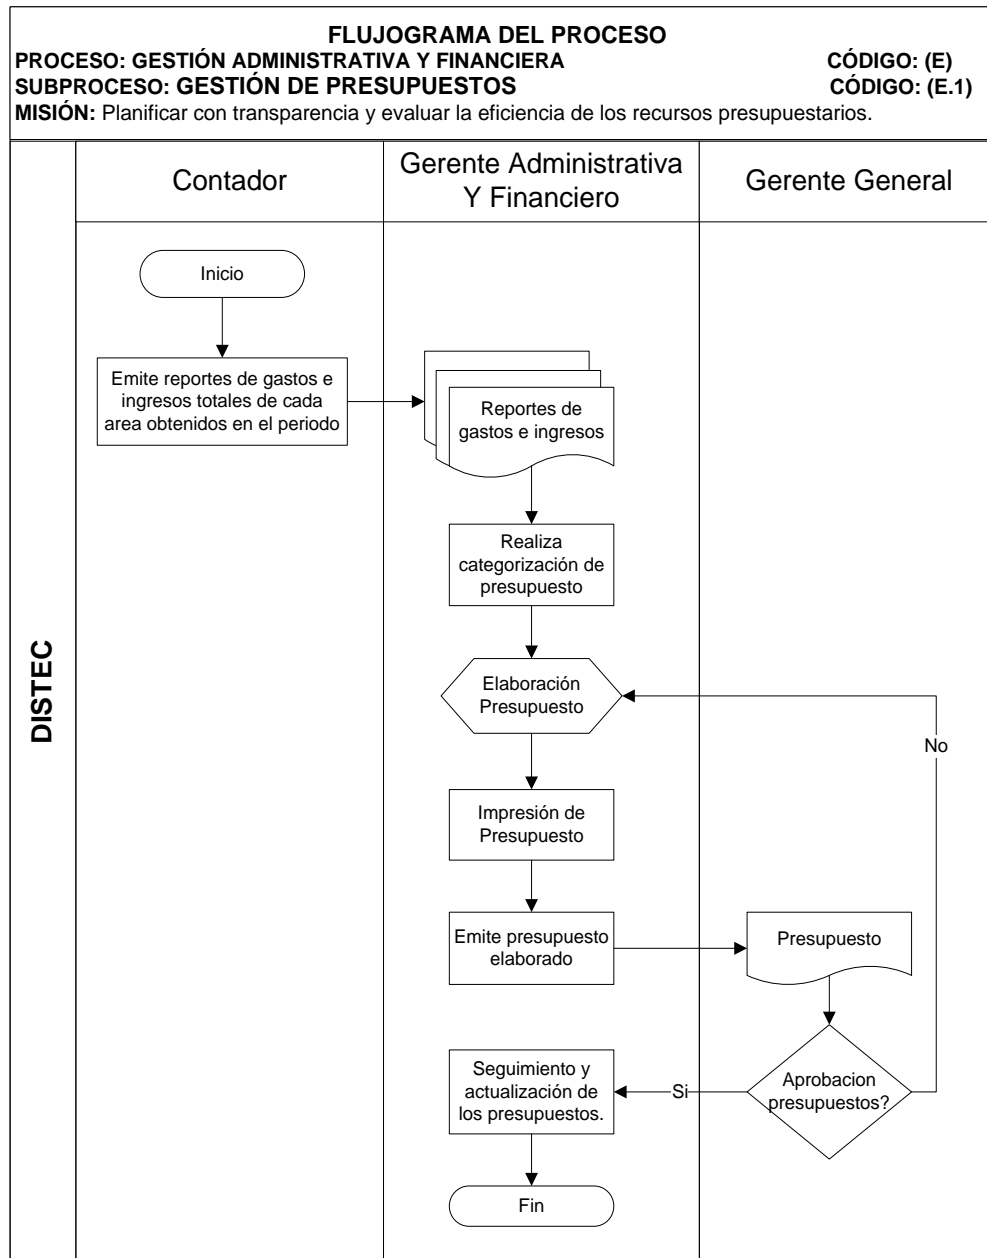 FLUJOGRAMA DEL PROCESO
PROCESO: GESTIÓN ADMINISTRATIVA Y FINANCIERA CÓDIGO: (E)
SUBPROCESO: GESTIÓN DE PRESUPUESTOS CÓDIGO: (E.1)
MISIÓN: Planificar con transparencia y evaluar la eficiencia de los recursos presupuestarios.
DISTEC
Contador
Gerente Administrativa
Y Financiero
Gerente General
Inicio
Emite reportes de gastos e
ingresos totales de cada
area obtenidos en el periodo
Reportes de
gastos e ingresos
Realiza
categorización de
presupuesto
Elaboración
Presupuesto
No
Impresión de
Presupuesto
Emite presupuesto
elaborado
Presupuesto
Aprobacion
presupuestos?
Si
Seguimiento y
actualización de
los presupuestos.
Fin